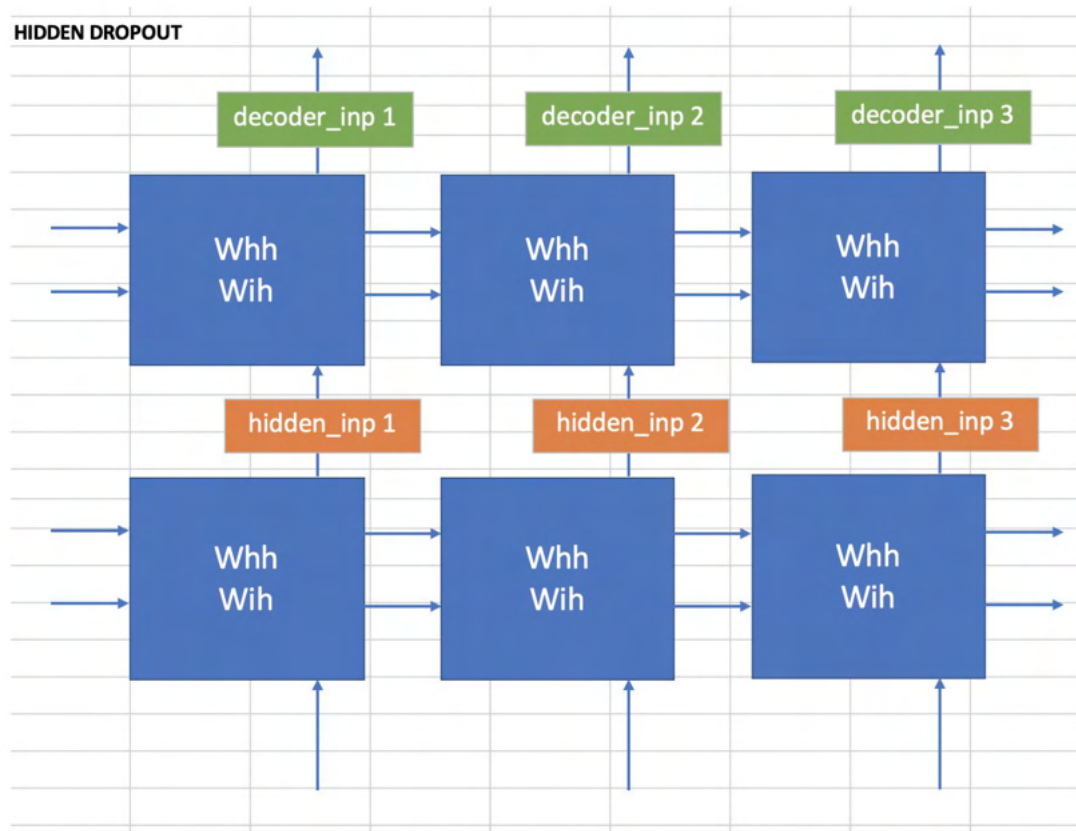 HIDDEN DROPOUT
decoder_inp 1
decoder_inp 2
decoder_inp 3
Whh
Wih
Whh
Wih
Whh
Wih
hidden_inp 1
hidden_inp 2
hidden_inp 3
Whh
Wih
Whh
Wih
Whh
Wih